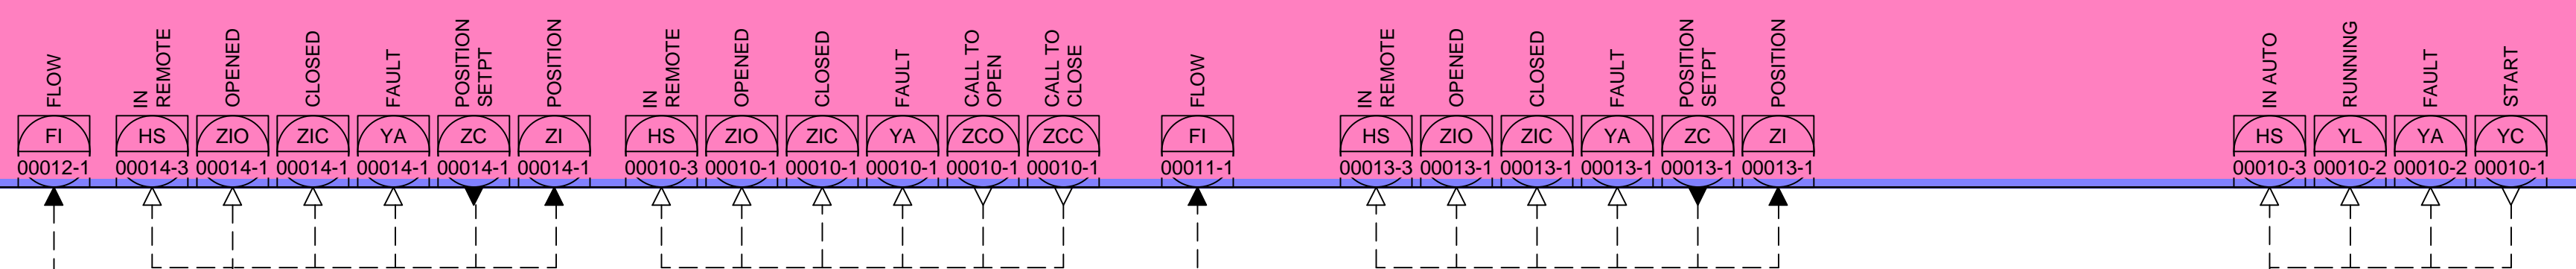 FLOW
IN
REMOTE
OPENED
CLOSED
FAULT
POSITION
SETPT
POSITION
IN
REMOTE
OPENED
CLOSED
FAULT
CALL TO
OPEN
CALL TO
CLOSE
FLOW
IN
REMOTE
OPENED
CLOSED
FAULT
POSITION
SETPT
POSITION
IN AUTO
RUNNING
FAULT
START
FI HS ZIO ZIC YA ZC ZI HS ZIO ZIC YA ZCO ZCC FI HS ZIO ZIC YA ZC ZI HS YL YA YC
00012-1 00014-3 00014-1 00014-1 00014-1 00014-1 00014-1 00010-3 00010-1 00010-1 00010-1 00010-1 00010-1 00011-1 00013-3 00013-1 00013-1 00013-1 00013-1 00013-1 00010-3 00010-2 00010-2 00010-1